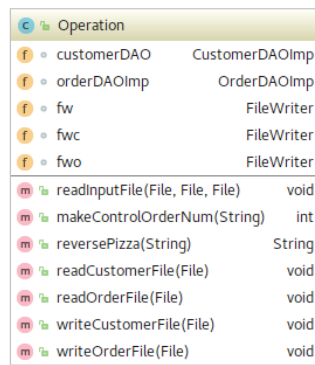 Operation
customerDAO CustomerDAOImp
orderDAOImp OrderDAOImp
fw FileWriter
fwc FileWriter
fwo FileWriter
readInputFile(File, File, File) void
makeControlOrderNum(String) int
reversePizza(String) String
readCustomerFile(File) void
readOrderFile(File) void
writeCustomerFile(File) void
writeOrderFile(File) void